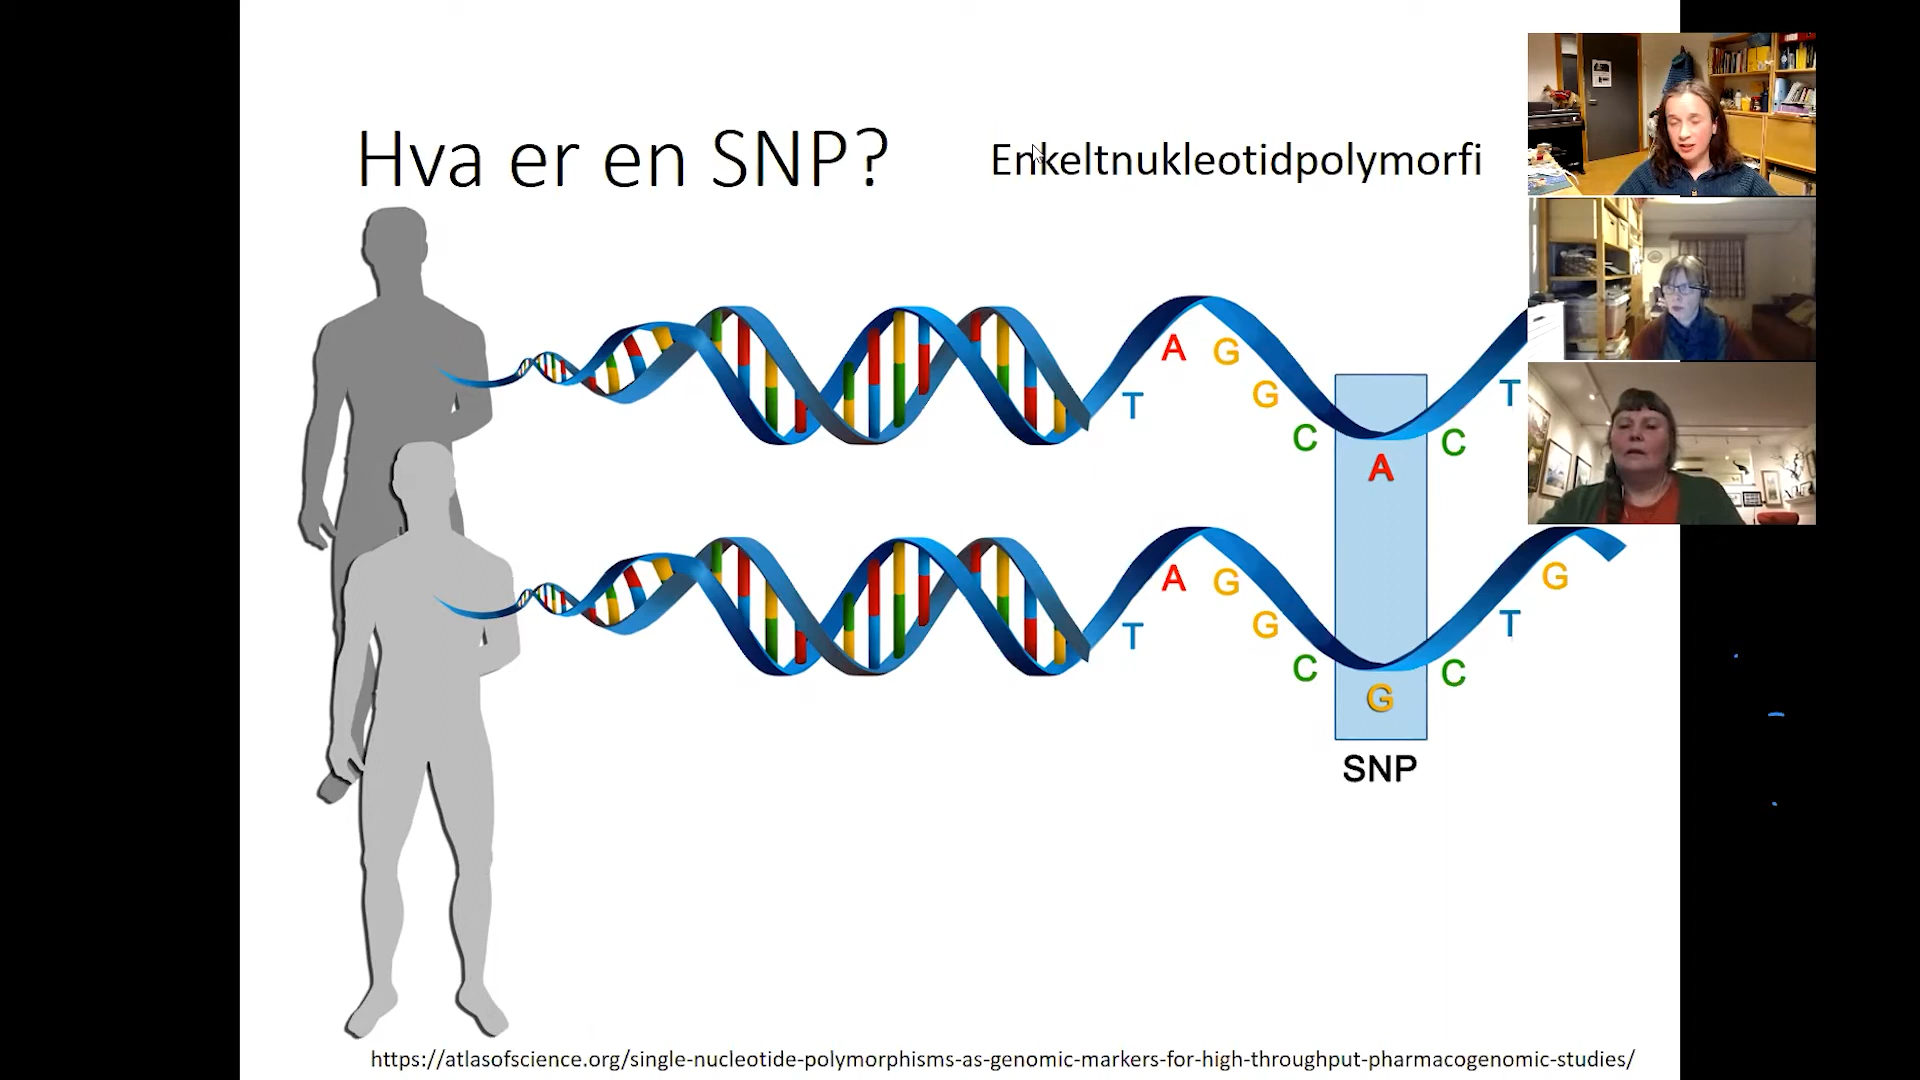 Hva er en SNP?
Enkeltnukleotidpolymorfi
T A G G C A C T
T A G G C G C T G
SNP
https://atlasofscience.org/single-nucleotide-polymorphisms-as-genomic-markers-for-high-throughput-pharmacogenomic-studies/